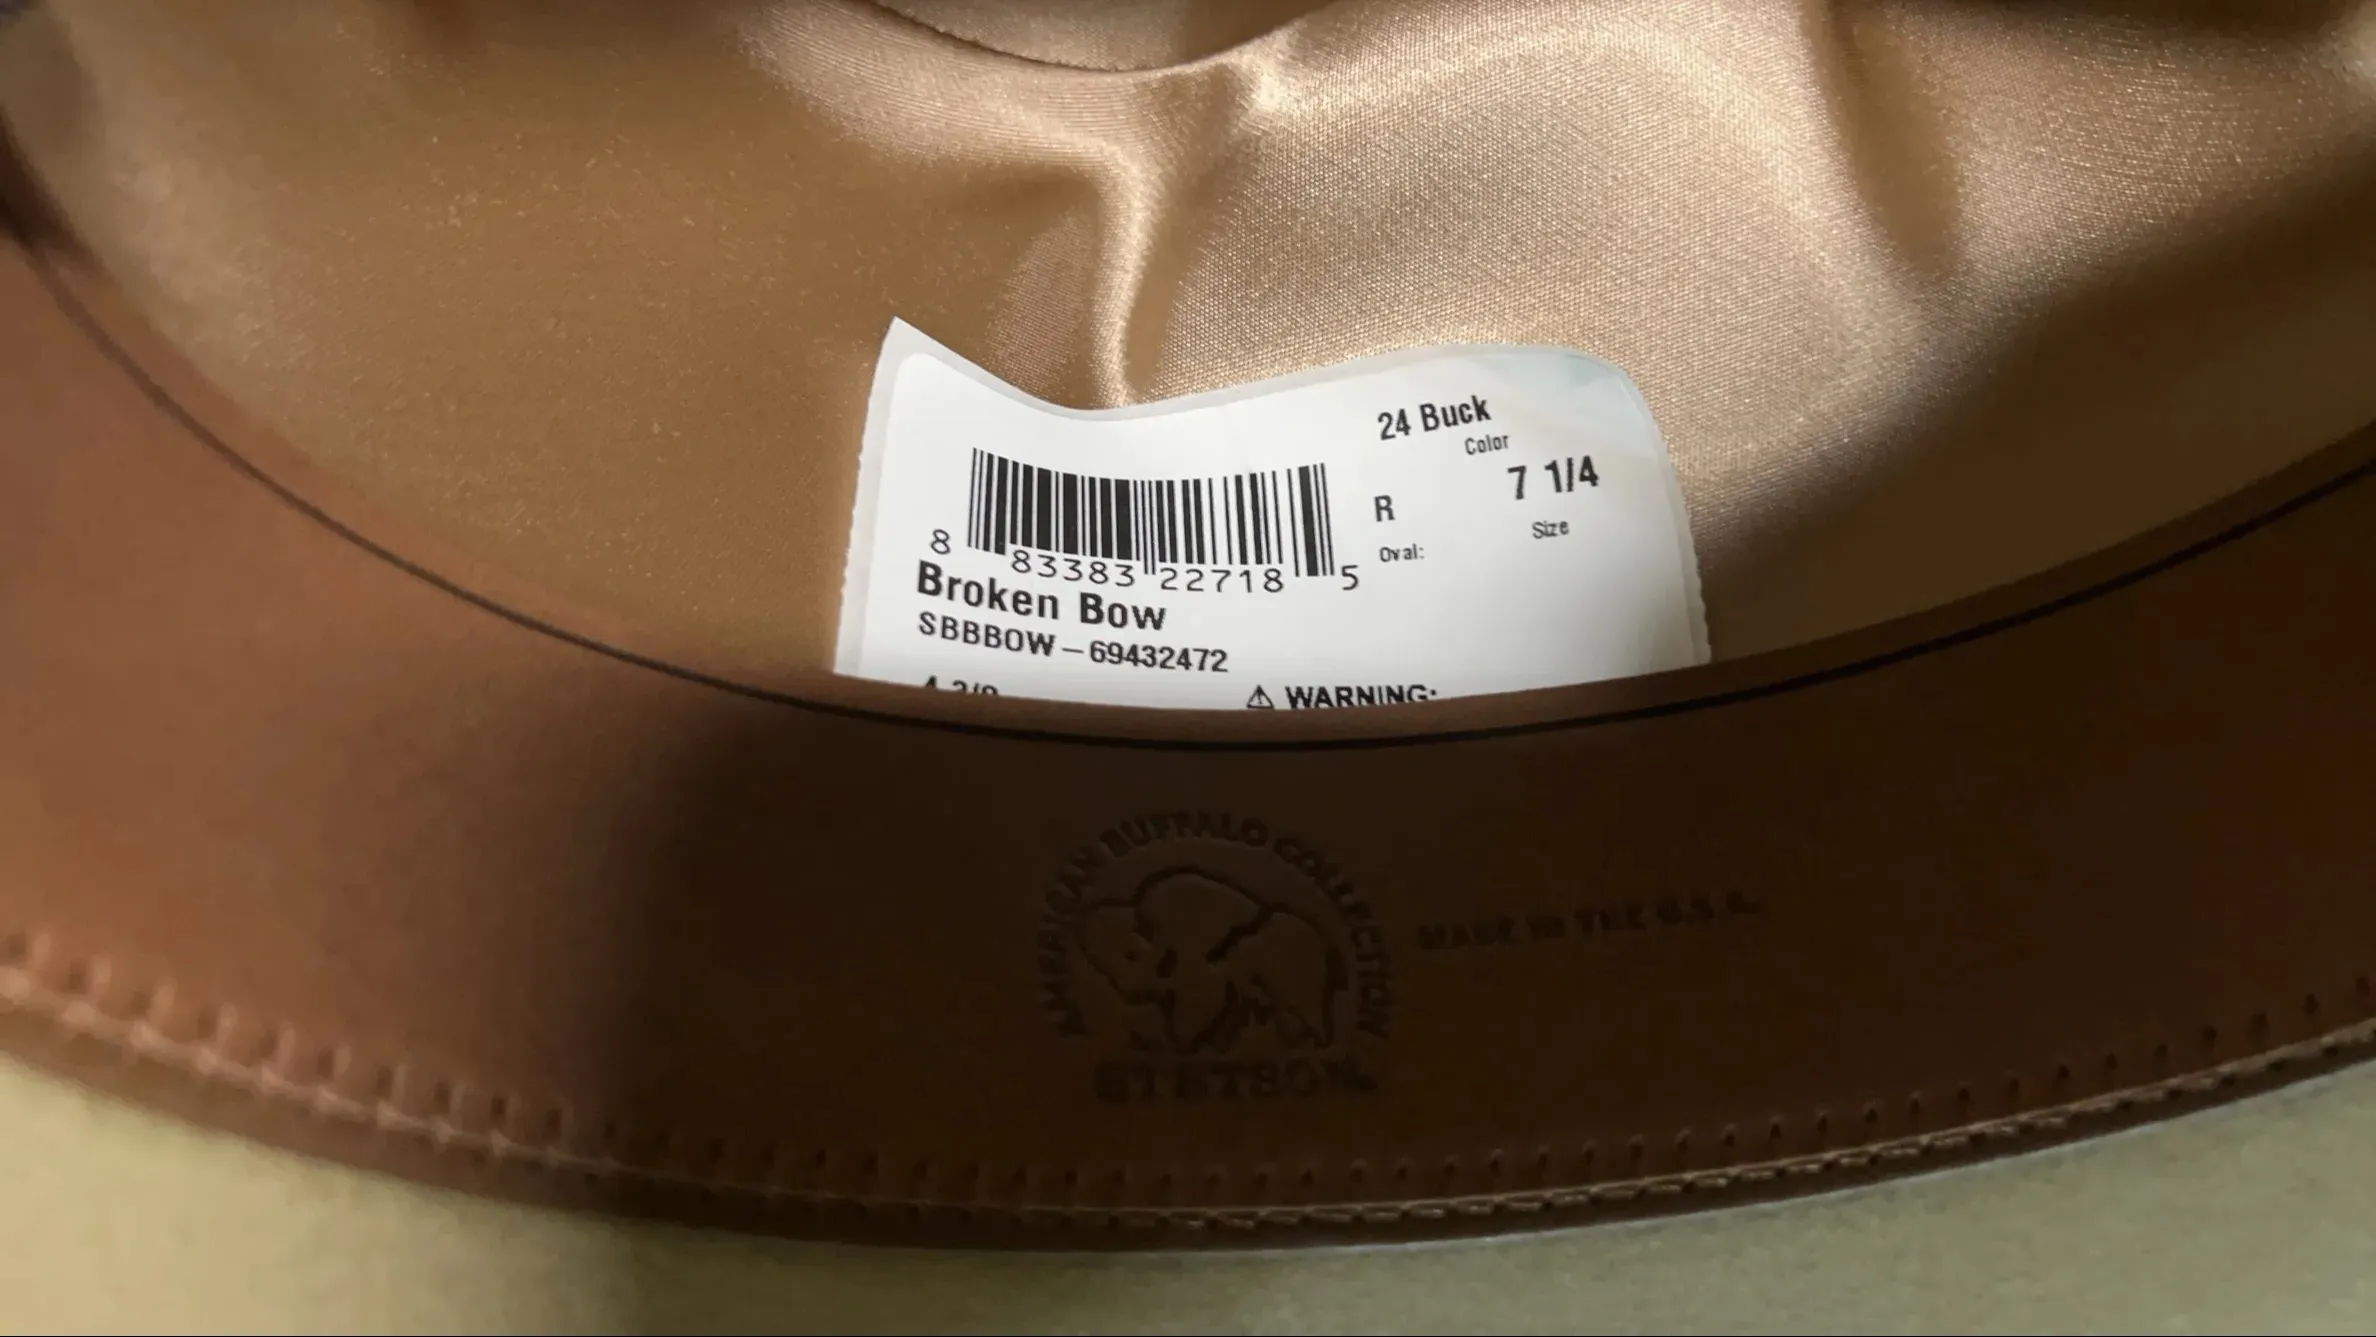 24 Buck
Color
7 1/4
R
Size
Oval:
8 83383 22718 5
Broken Bow
SBBBOW – 69432472
⚠ WARNING:
AMERICAN BUFFALO COLLECTION
STETSON
MADE IN THE U.S.A.